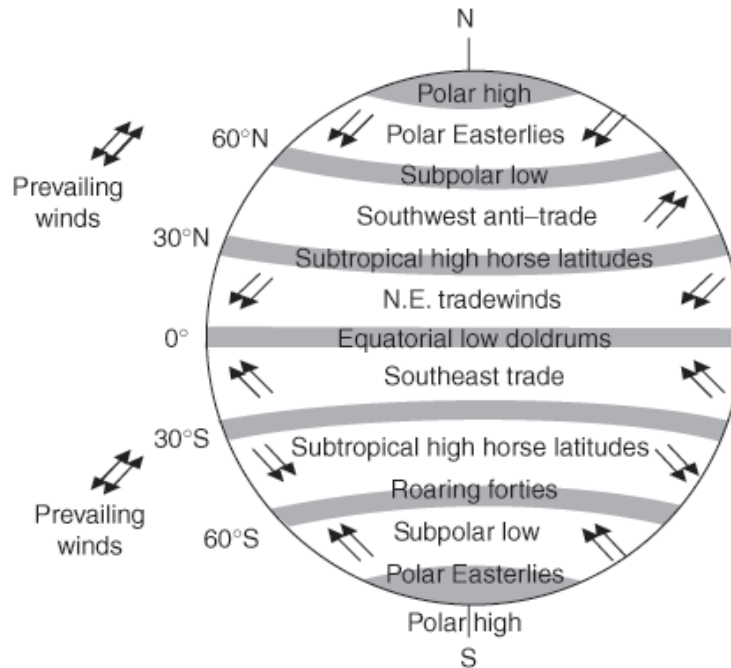 N
Polar high
Polar Easterlies
60°N
Subpolar low
Prevailing
winds
Southwest anti–trade
30°N
Subtropical high horse latitudes
N.E. tradewinds
0°
Equatorial low doldrums
Southeast trade
30°S
Subtropical high horse latitudes
Roaring forties
Prevailing
winds
60°S
Subpolar low
Polar Easterlies
Polar high
S